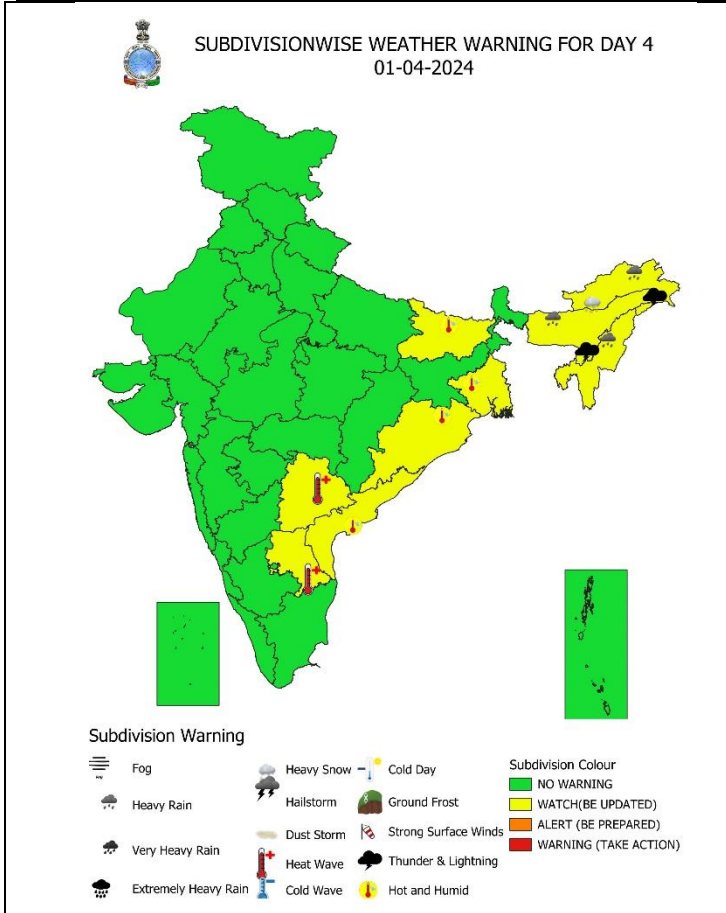 SUBDIVISIONWISE WEATHER WARNING FOR DAY 4
01-04-2024
Subdivision Warning
Fog
Heavy Rain
Very Heavy Rain
Extremely Heavy Rain
Heavy Snow
Hailstorm
Dust Storm
Heat Wave
Cold Wave
Cold Day
Ground Frost
Strong Surface Winds
Thunder & Lightning
Hot and Humid
Subdivision Colour
NO WARNING
WATCH(BE UPDATED)
ALERT (BE PREPARED)
WARNING (TAKE ACTION)